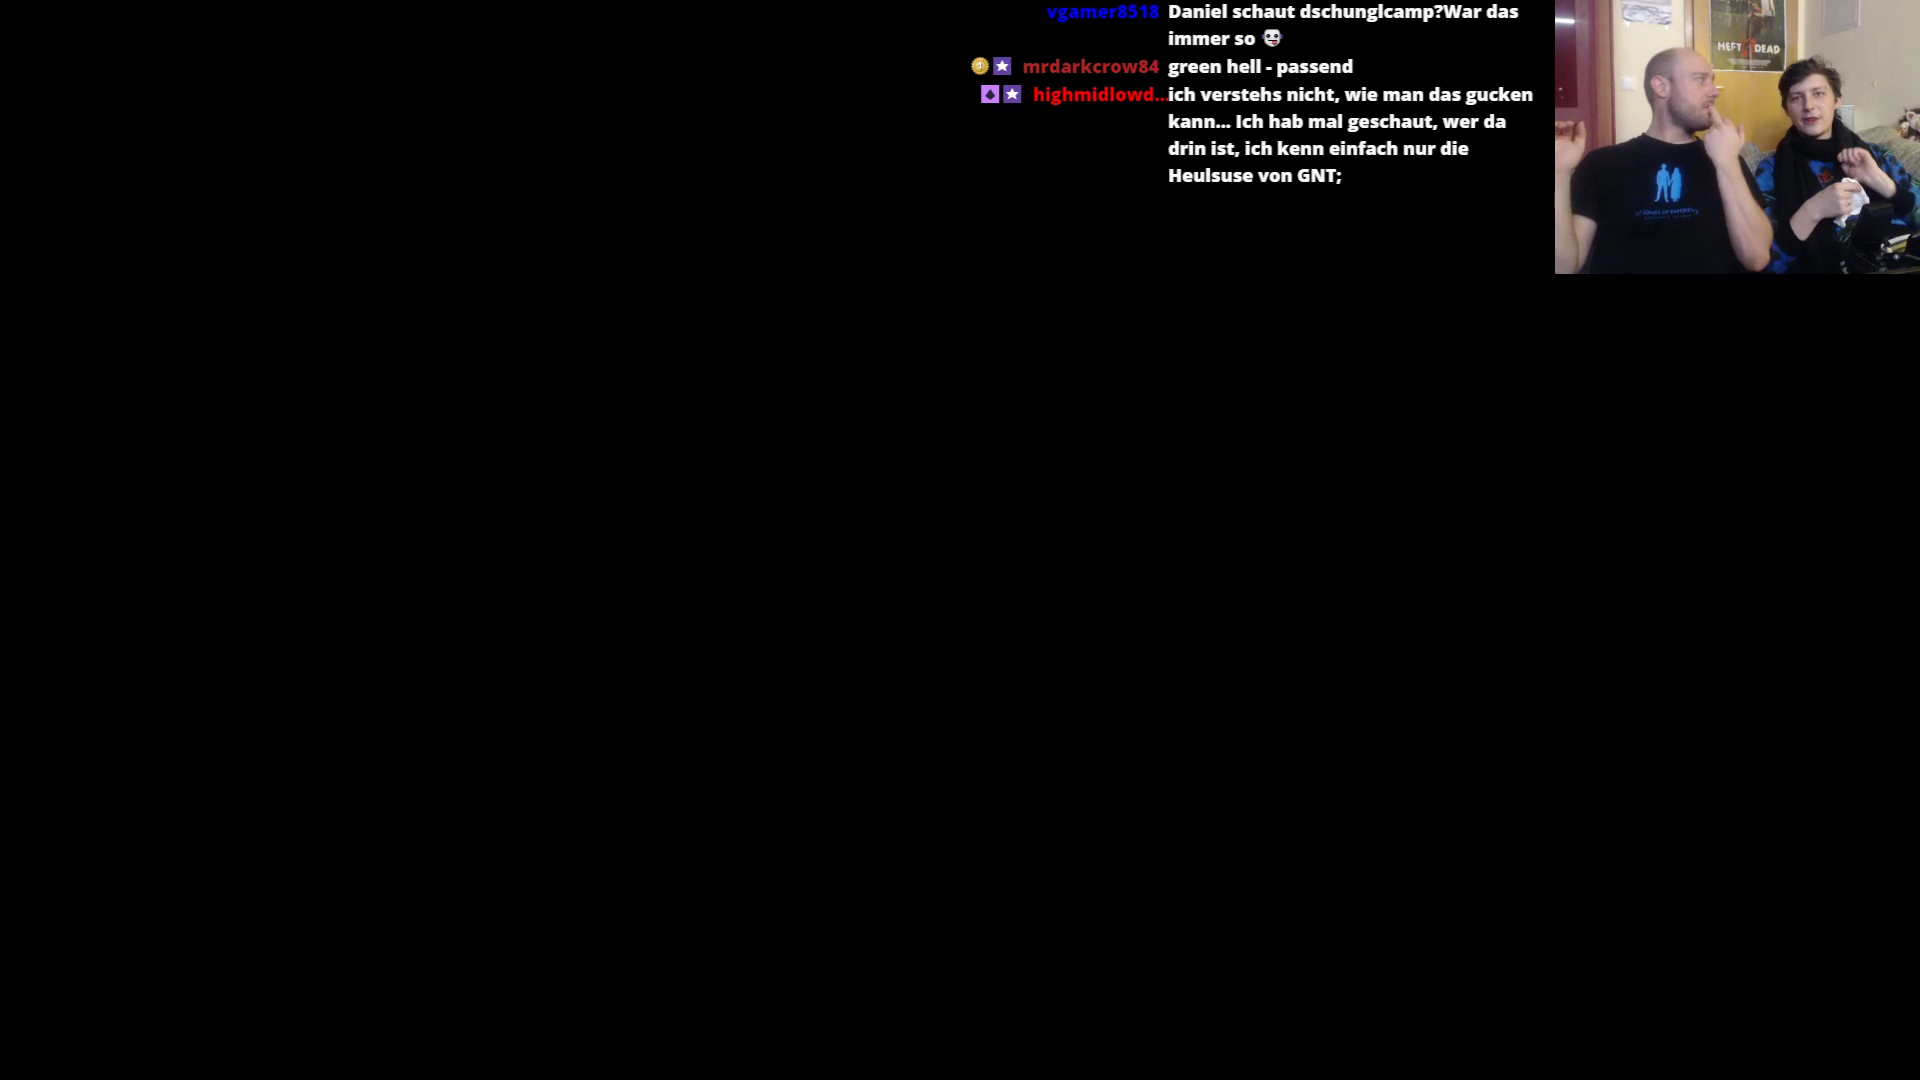 vgamer8518 Daniel schaut dschunglcamp?War das
immer so
mrdarkcrow84 green hell - passend
highmidlowd... ich verstehs nicht, wie man das gucken
kann... Ich hab mal geschaut, wer da
drin ist, ich kenn einfach nur die
Heulsuse von GNT;
HEFT DEAD